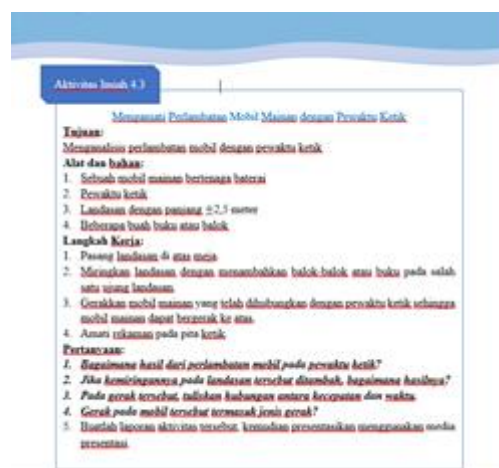 Aktivitas Ilmiah 4.3
Mengamati Perlambatan Mobil Mainan dengan Pewaktu Ketik
Tujuan:
Menganalisis perlambatan mobil dengan pewaktu ketik
Alat dan bahan:
1. Sebuah mobil mainan bertenaga baterai
2. Pewaktu ketik
3. Landasan dengan panjang ±2,5 meter
4. Beberapa buah buku atau balok
Langkah Kerja:
1. Pasang landasan di atas meja
2. Miringkan landasan dengan menambahkan balok-balok atau buku pada salah
satu ujung landasan.
3. Gerakkan mobil mainan yang telah dihubungkan dengan pewaktu ketik sehingga
mobil mainan dapat bergerak ke atas.
4. Amati rekaman pada pita ketik.
Pertanyaan:
1. Bagaimana hasil dari perlambatan mobil pada pewaktu ketik?
2. Jika kemiringannya pada landasan tersebut ditambah, bagaimana hasilnya?
3. Pada gerak tersebut, tuliskan hubungan antara kecepatan dan waktu.
4. Gerak pada mobil tersebut termasuk jenis gerak?
5. Buatlah laporan aktivitas tersebut, kemudian presentasikan menggunakan media
presentasi.